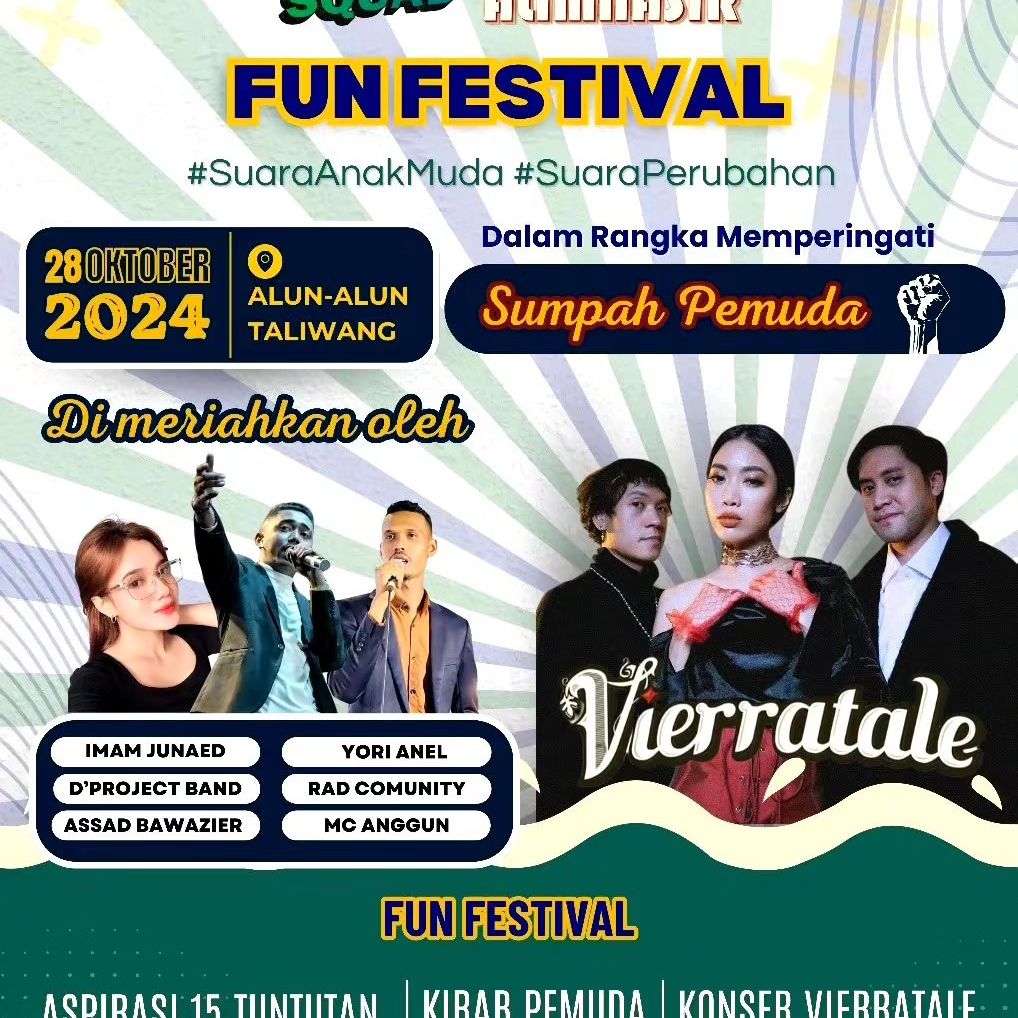 SQUAD
FUN FESTIVAL
#SuaraAnakMuda #SuaraPerubahan
28 OKTOBER
2024
ALUN-ALUN
TALIWANG
Dalam Rangka Memperingati
Sumpah Pemuda
Di meriahkan oleh
Vierratale
IMAM JUNAED
YORI ANEL
D'PROJECT BAND
RAD COMUNITY
ASSAD BAWAZIER
MC ANGGUN
FUN FESTIVAL
ASPIRASI 15 TUNTUTAN
KIRAB PEMUDA
KONSER VIERRATALE